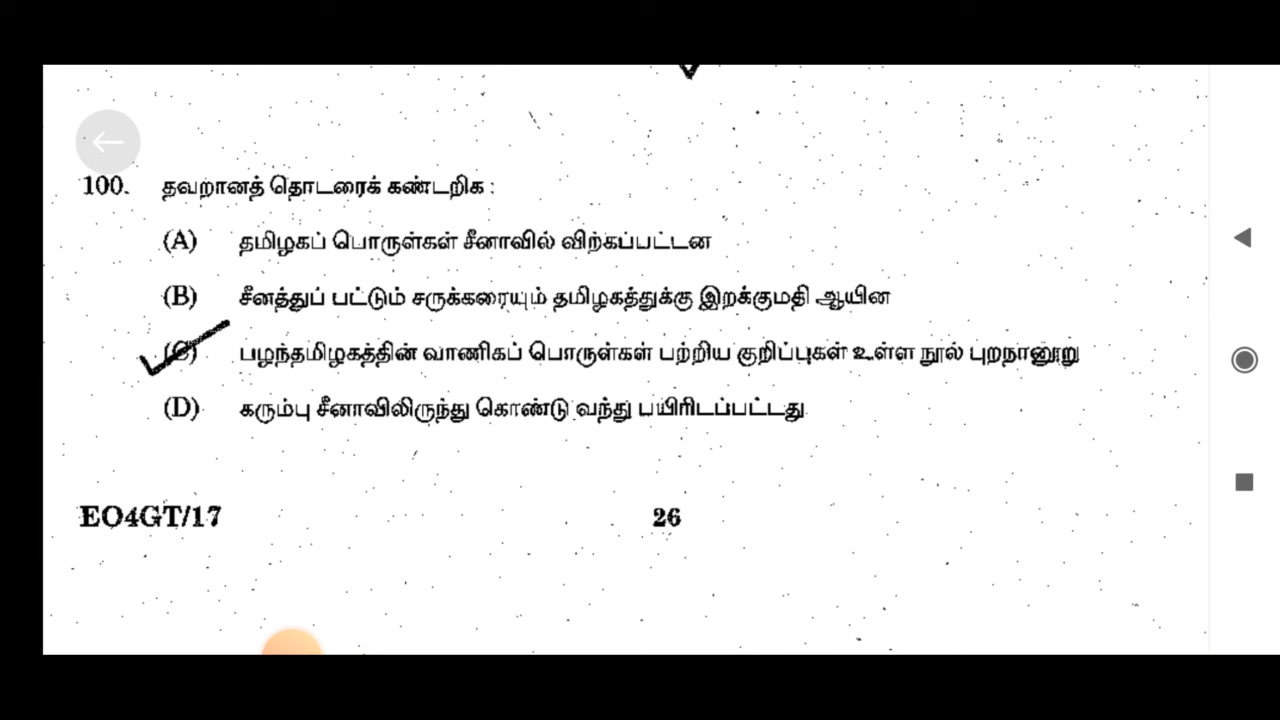 100. தவறானத் தொடரைக் கண்டறிக :
(A) தமிழகப் பொருள்கள் சீனாவில் விற்கப்பட்டன
(B) சீனத்துப் பட்டும் சருக்கரையும் தமிழகத்துக்கு இறக்குமதி ஆயின
(C) பழந்தமிழகத்தின் வாணிகப் பொருள்கள் பற்றிய குறிப்புகள் உள்ள நூல் புறநானூறு
(D) கரும்பு சீனாவிலிருந்து கொண்டு வந்து பயிரிடப்பட்டது
EO4GT/17 26